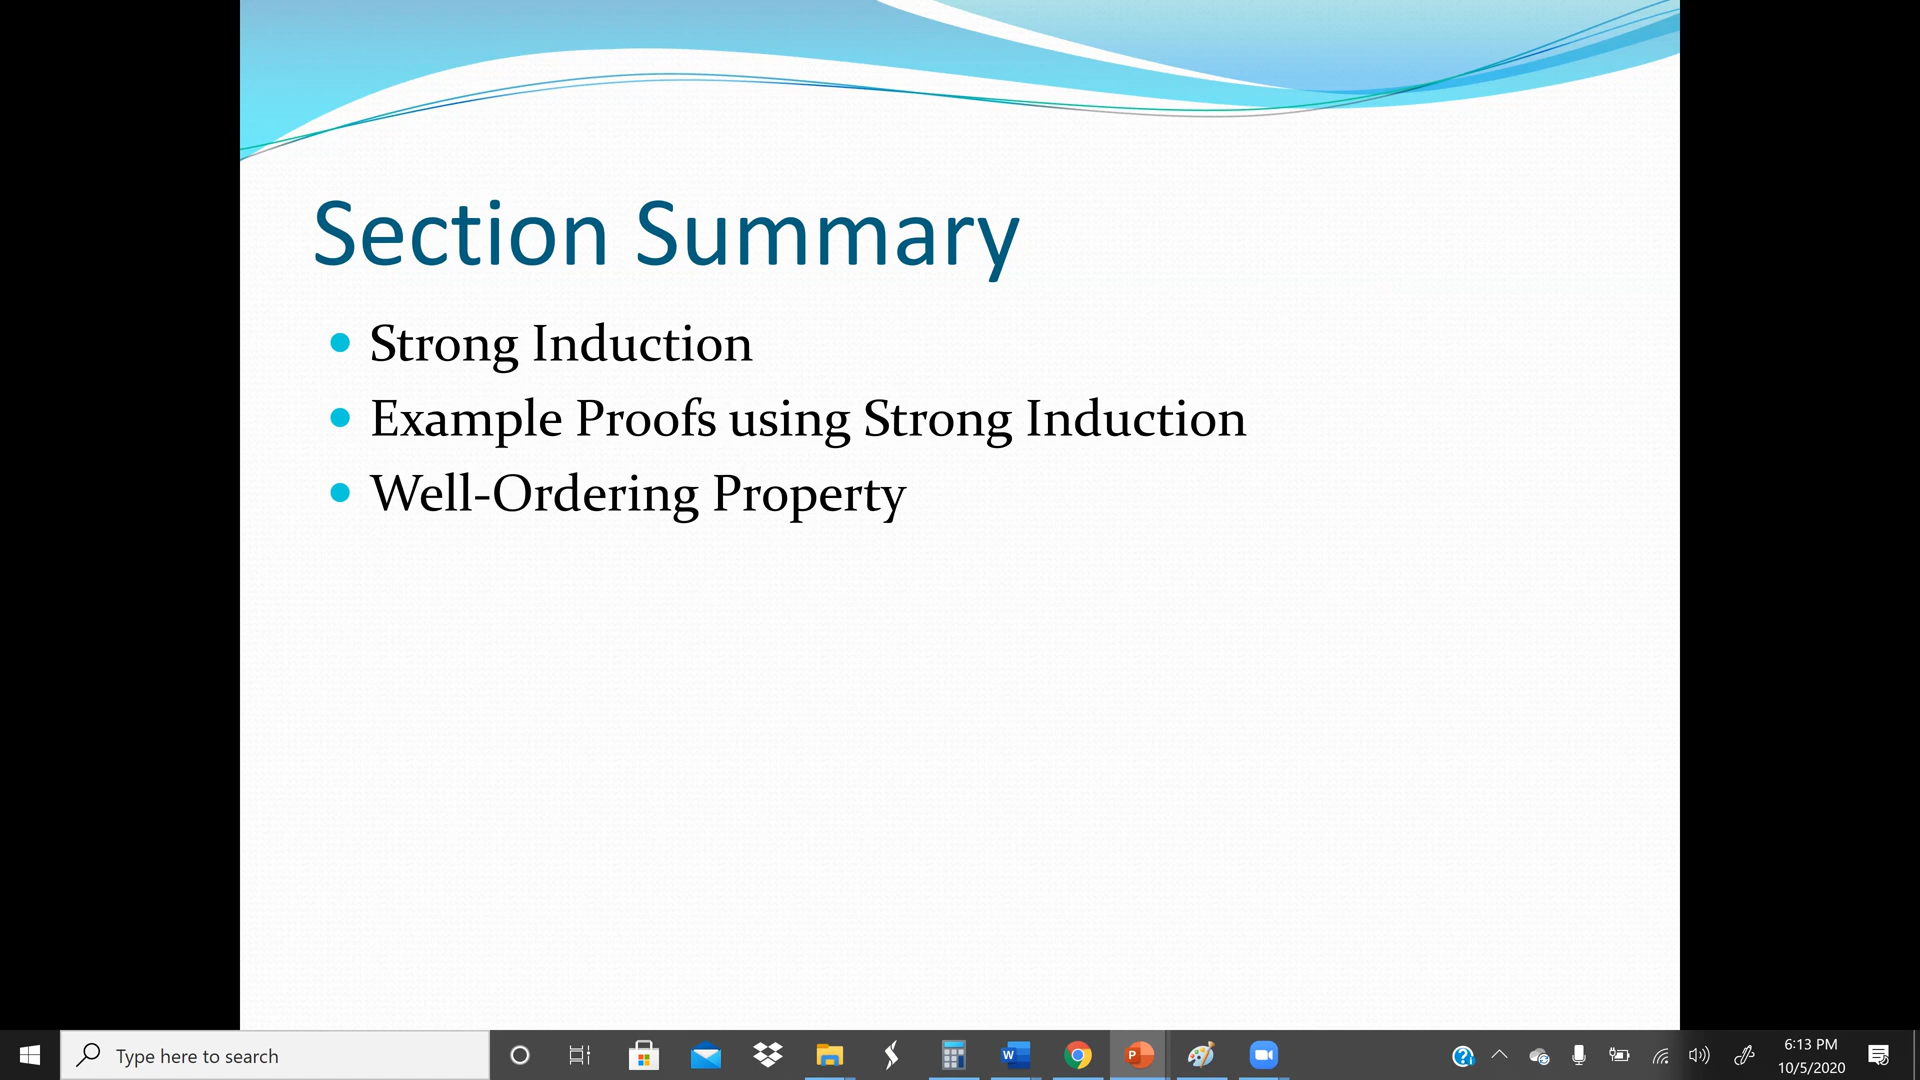 Section Summary
Strong Induction
Example Proofs using Strong Induction
Well-Ordering Property
Type here to search
6:13 PM
10/5/2020